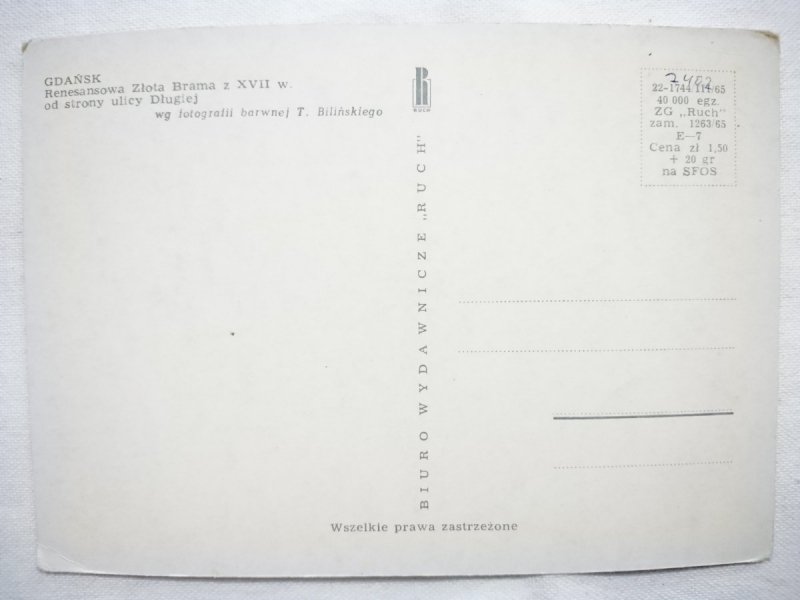 GDAŃSK
Renesansowa Złota Brama z XVII w.
od strony ulicy Długiej
wg fotografii barwnej T. Bilińskiego
RUCH
BIURO WYDAWNICZE „RUCH"
7402
22-1744/117/65
40 000 egz.
ZG „Ruch"
zam. 1263/65
E—7
Cena zł 1,50
+ 20 gr
na SFOS
Wszelkie prawa zastrzeżone